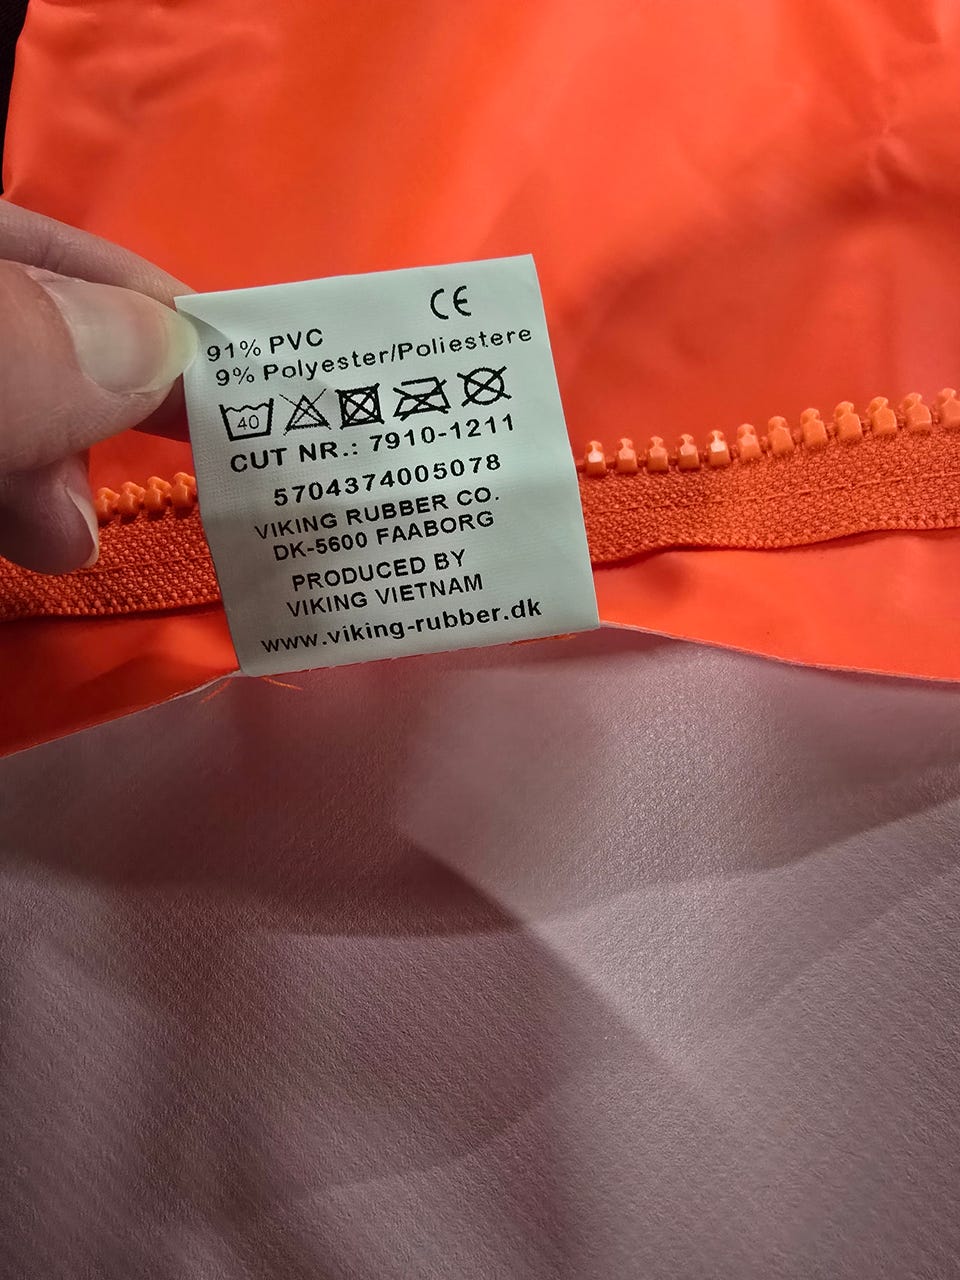 CE
91% PVC
9% Polyester/Poliestere
40
CUT NR.: 7910-1211
5704374005078
VIKING RUBBER CO.
DK-5600 FAABORG
PRODUCED BY
VIKING VIETNAM
www.viking-rubber.dk